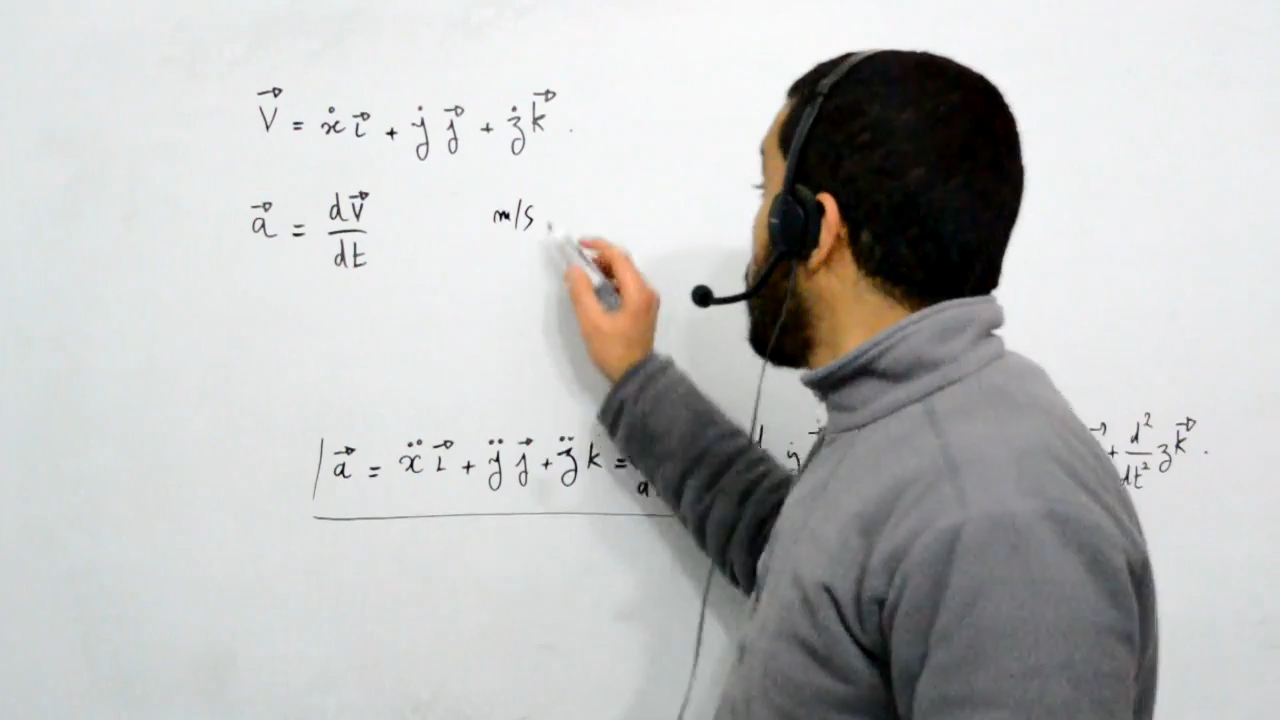 V⃗ = ẋ i⃗ + ẏ j⃗ + ż k⃗ .
a⃗ = dv⃗/dt m/s
a⃗ = ẍ i⃗ + ÿ j⃗ + z̈ k = + d²/dt² z k⃗ .